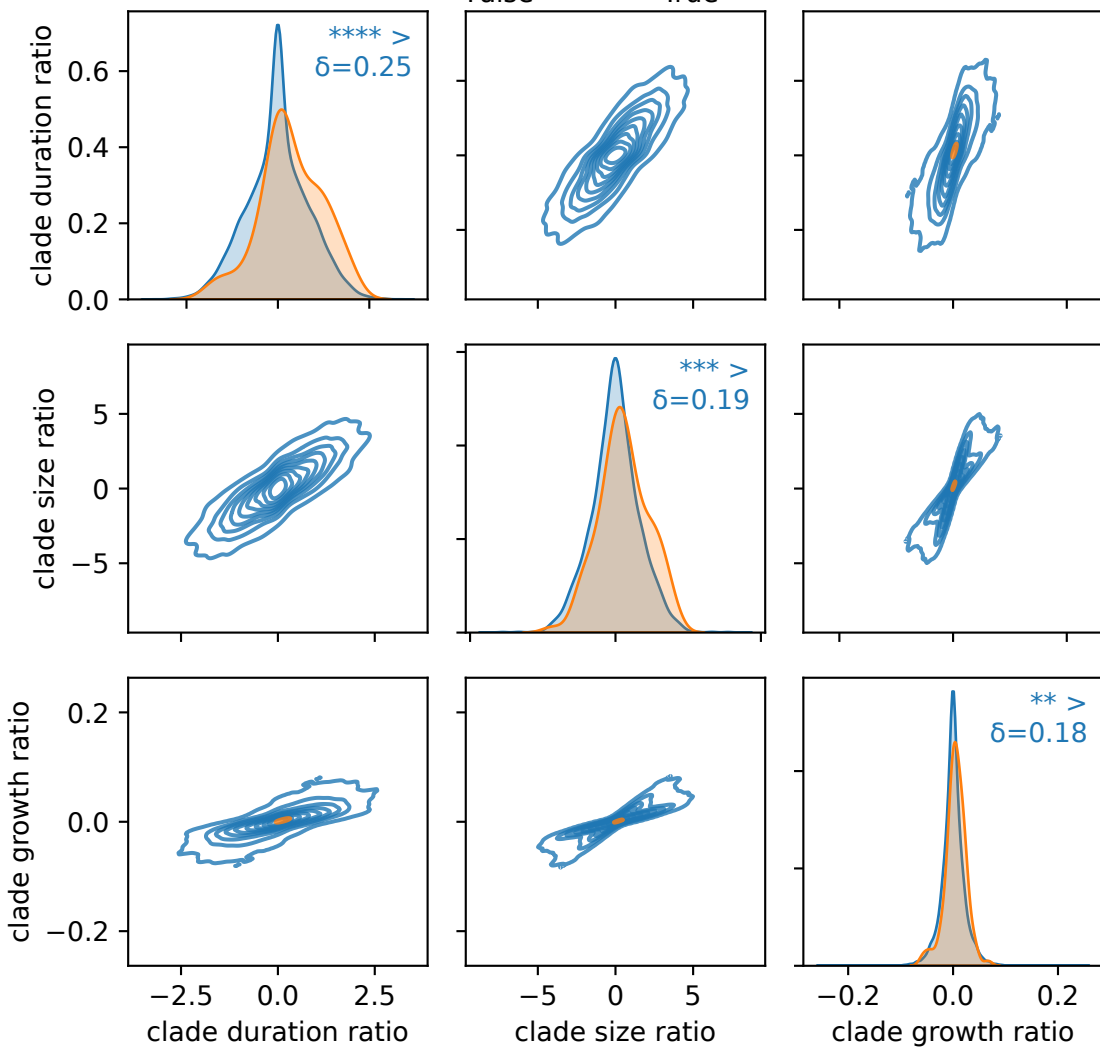 clade duration ratio
0.6
0.4
0.2
0.0
**** >
δ=0.25
clade size ratio
5
0
−5
*** >
δ=0.19
clade growth ratio
0.2
0.0
−0.2
** >
δ=0.18
−2.5 0.0 2.5
−5 0 5
−0.2 0.0 0.2
clade duration ratio
clade size ratio
clade growth ratio